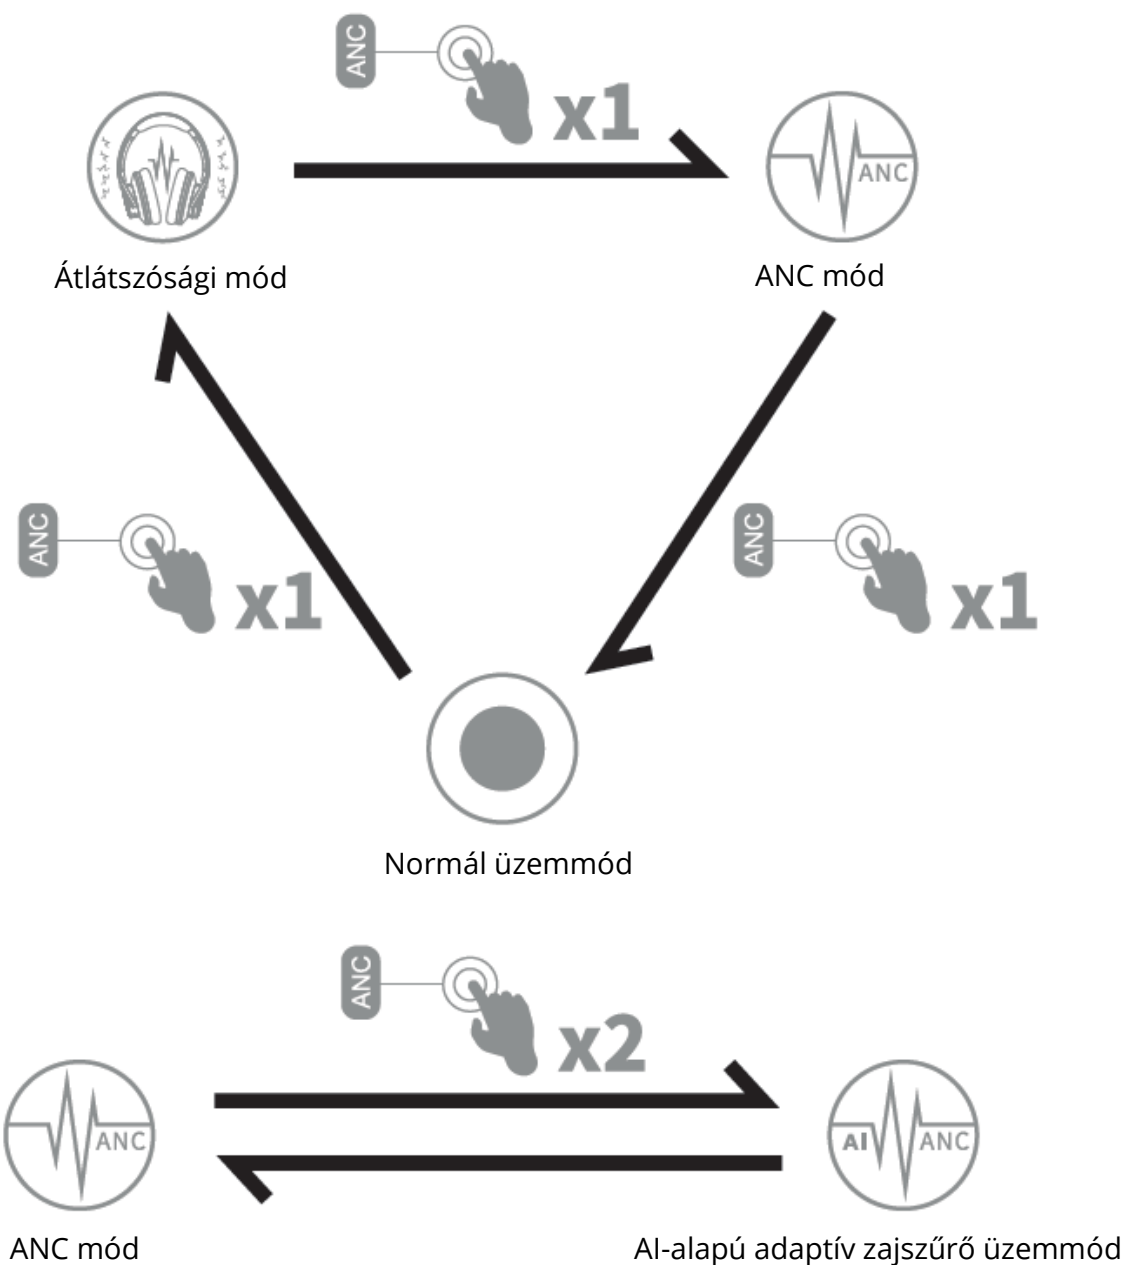 ANC
x1
ANC
Átlátszósági mód
ANC mód
ANC
x1
ANC
x1
Normál üzemmód
ANC
x2
ANC
AI ANC
ANC mód
AI-alapú adaptív zajszűrő üzemmód